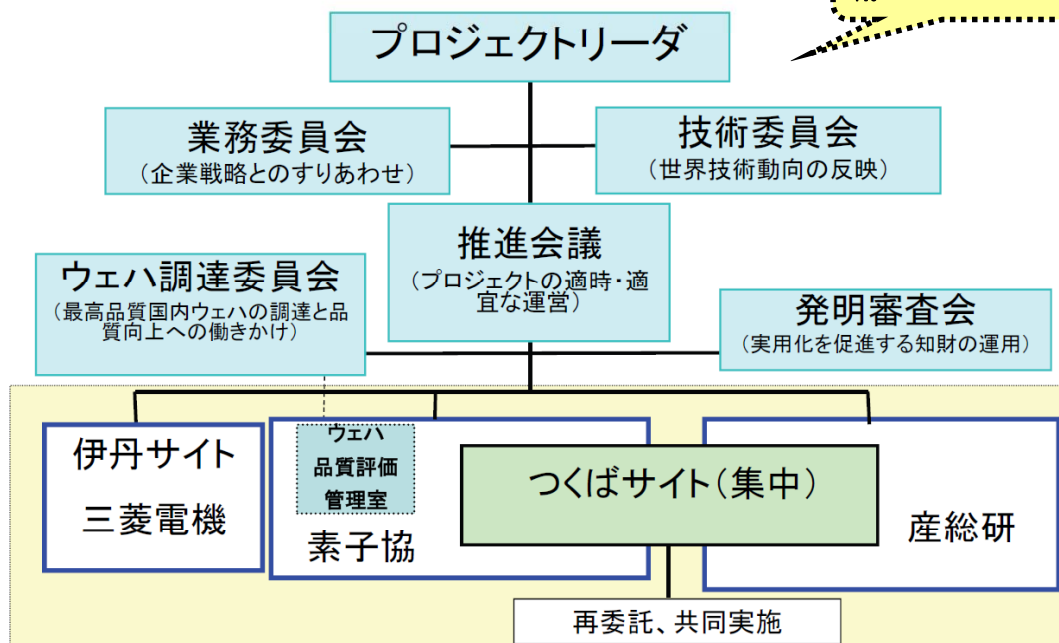 プロジェクトリーダ
業務委員会
(企業戦略とのすりあわせ)
技術委員会
(世界技術動向の反映)
推進会議
(プロジェクトの適時・適
宜な運営)
ウェハ調達委員会
(最高品質国内ウェハの調達と品
質向上への働きかけ)
発明審査会
(実用化を促進する知財の運用)
伊丹サイト
三菱電機
ウェハ
品質評価
管理室
素子協
つくばサイト(集中)
産総研
再委託、共同実施